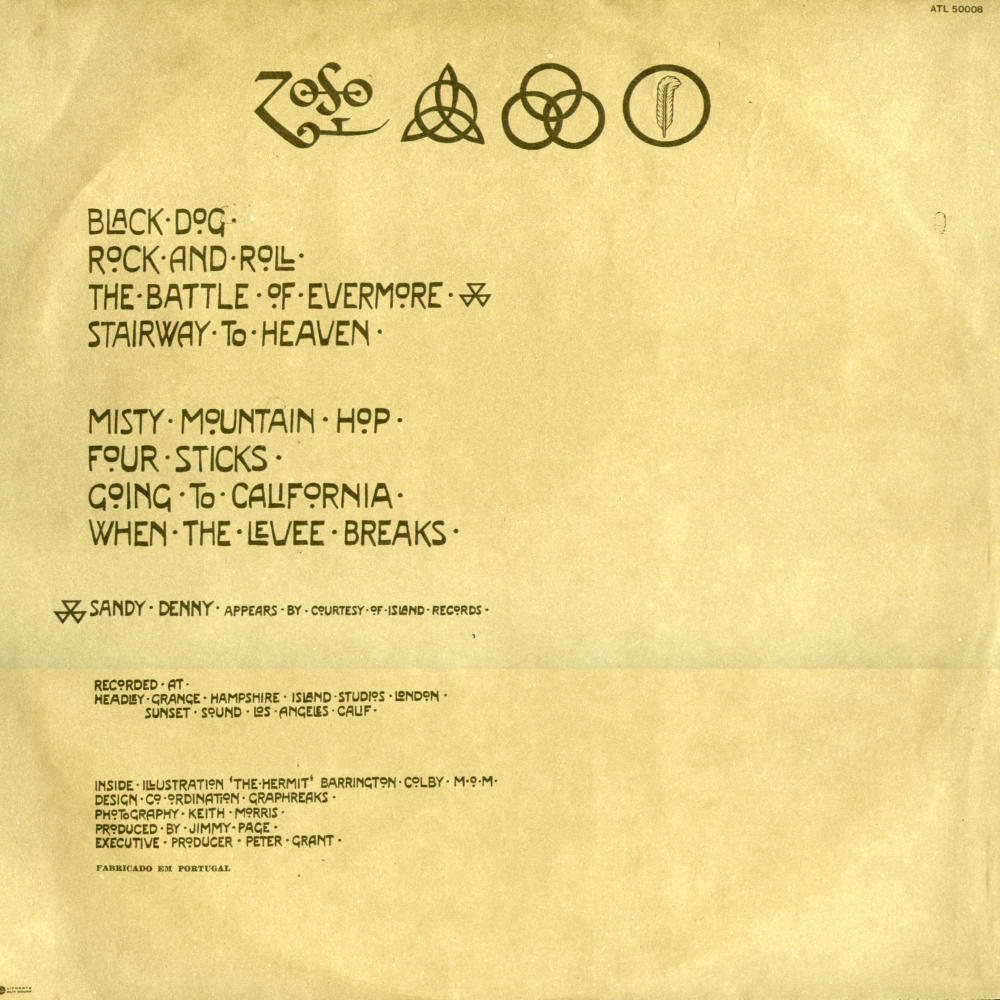 ATL 50008
ZoSo
BLACK·DOG·
ROCK·AND·ROLL·
THE·BATTLE·OF·EVERMORE·
STAIRWAY·To·HEAVEN·
MISTY·MOUNTAIN·HOP·
FOUR·STICKS·
GOING·To·CALIFORNIA·
WHEN·THE·LEVEE·BREAKS·
SANDY·DENNY·APPEARS·BY·COURTESY·OF·ISLAND·RECORDS·
RECORDED·AT·
HEADLEY·GRANGE·HAMPSHIRE·ISLAND·STUDIOS·LONDON·
SUNSET·SOUND·LOS·ANGELES·CALIF·
INSIDE·ILLUSTRATION 'THE·HERMIT' BARRINGTON·COLBY·M·O·M·
DESIGN·CO·ORDINATION·GRAPHREAKS·
PHOToGRAPHY·KEITH·MORRIS·
PRODUCED·BY·JIMMY·PAGE·
EXECUTIVE·PRODUCER·PETER·GRANT·
FABRICADO EM PORTUGAL